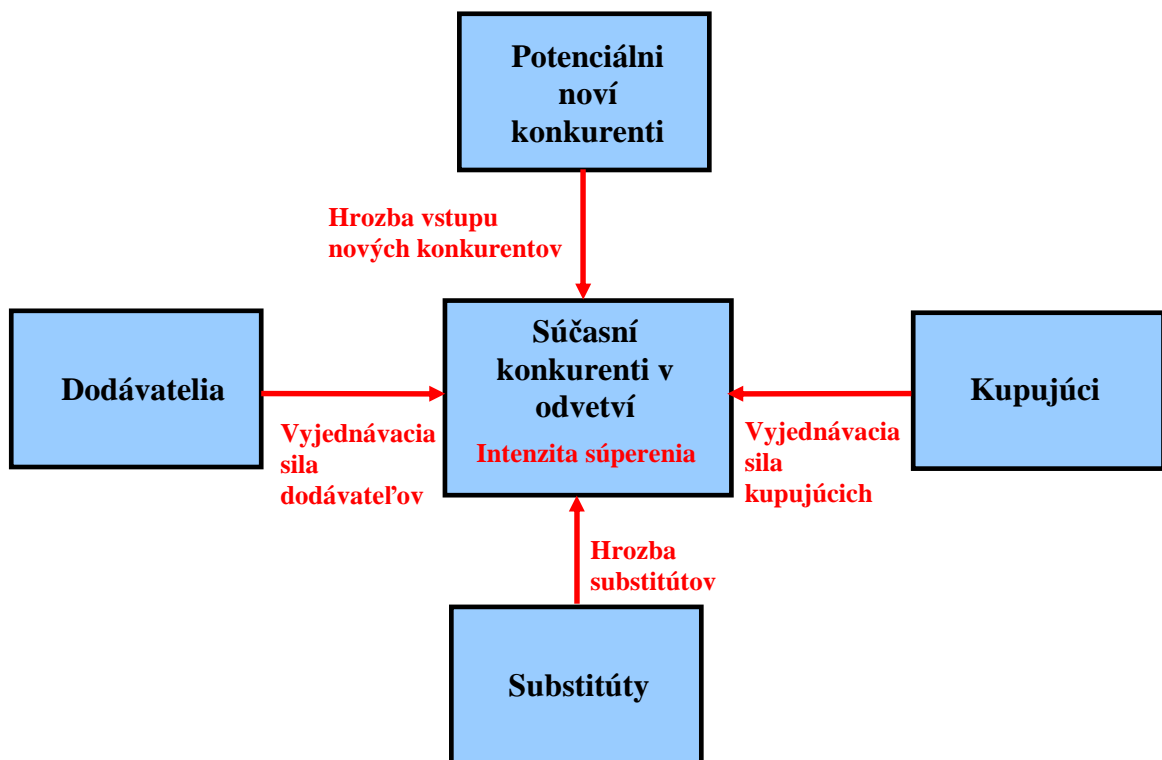 Potenciálni
noví
konkurenti
Hrozba vstupu
nových konkurentov
Dodávatelia
Vyjednávacia
sila
dodávateľov
Súčasní
konkurenti v
odvetví
Intenzita súperenia
Kupujúci
Vyjednávacia
sila
kupujúcich
Hrozba
substitútov
Substitúty